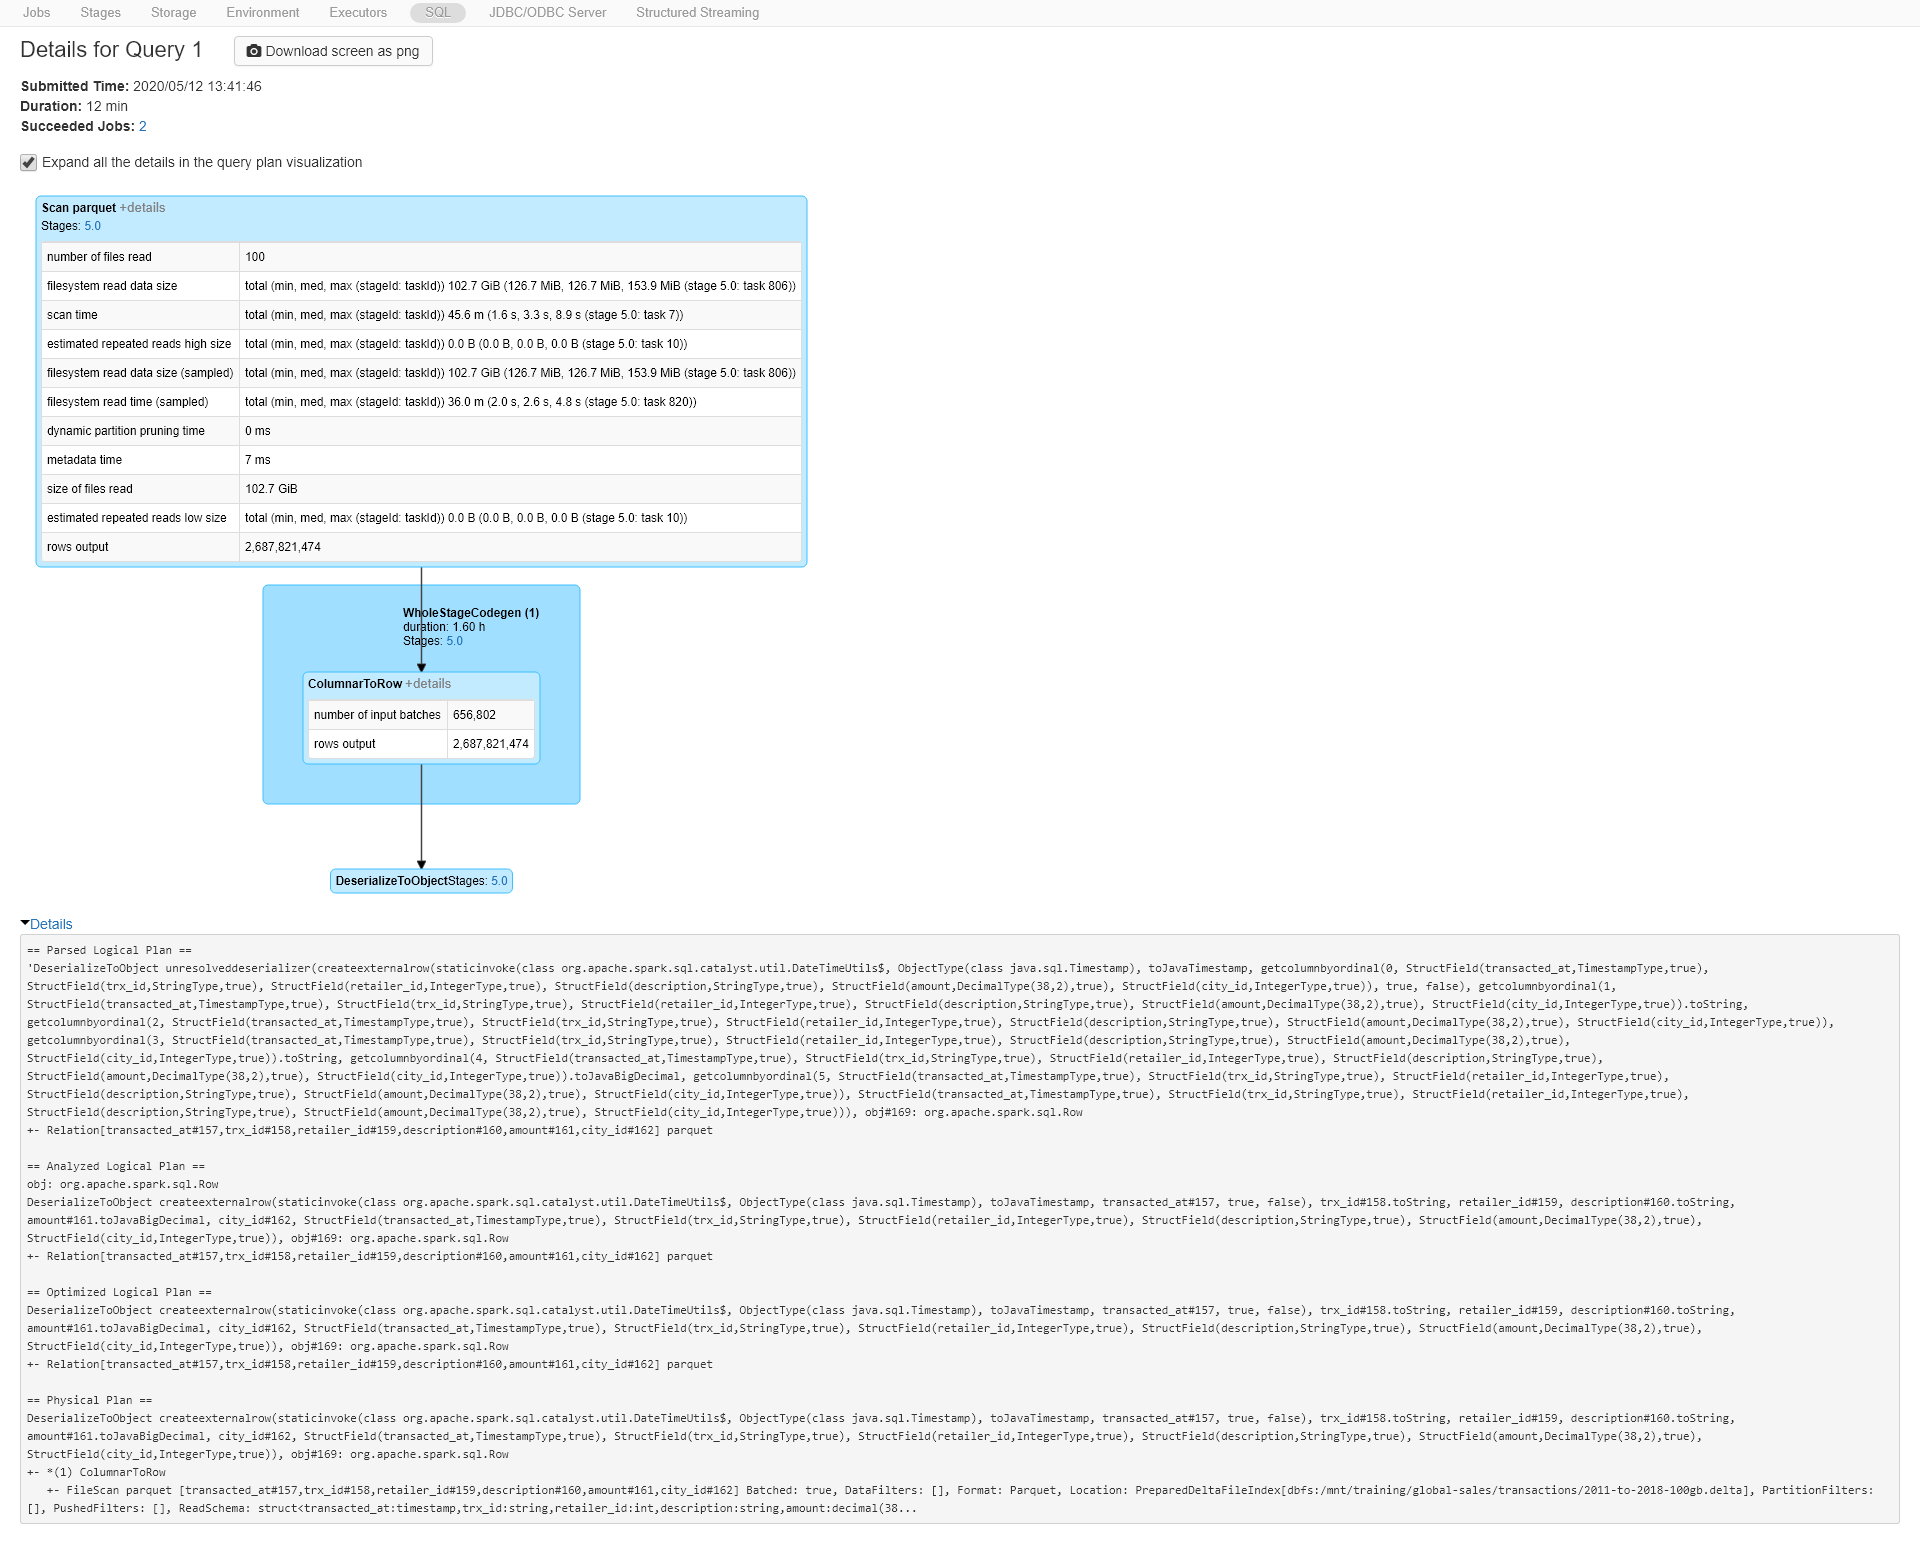 Jobs Stages Storage Environment Executors SQL JDBC/ODBC Server Structured Streaming
Details for Query 1 Download screen as png
Submitted Time: 2020/05/12 13:41:46
Duration: 12 min
Succeeded Jobs: 2
Expand all the details in the query plan visualization
Scan parquet +details
Stages: 5.0
number of files read 100
filesystem read data size total (min, med, max (stageId: taskId)) 102.7 GiB (126.7 MiB, 126.7 MiB, 153.9 MiB (stage 5.0: task 806))
scan time total (min, med, max (stageId: taskId)) 45.6 m (1.6 s, 3.3 s, 8.9 s (stage 5.0: task 7))
estimated repeated reads high size total (min, med, max (stageId: taskId)) 0.0 B (0.0 B, 0.0 B, 0.0 B (stage 5.0: task 10))
filesystem read data size (sampled) total (min, med, max (stageId: taskId)) 102.7 GiB (126.7 MiB, 126.7 MiB, 153.9 MiB (stage 5.0: task 806))
filesystem read time (sampled) total (min, med, max (stageId: taskId)) 36.0 m (2.0 s, 2.6 s, 4.8 s (stage 5.0: task 820))
dynamic partition pruning time 0 ms
metadata time 7 ms
size of files read 102.7 GiB
estimated repeated reads low size total (min, med, max (stageId: taskId)) 0.0 B (0.0 B, 0.0 B, 0.0 B (stage 5.0: task 10))
rows output 2,687,821,474
WholeStageCodegen (1)
duration: 1.60 h
Stages: 5.0
ColumnarToRow +details
number of input batches 656,802
rows output 2,687,821,474
DeserializeToObjectStages: 5.0
Details
== Parsed Logical Plan ==
'DeserializeToObject unresolveddeserializer(createexternalrow(staticinvoke(class org.apache.spark.sql.catalyst.util.DateTimeUtils$, ObjectType(class java.sql.Timestamp), toJavaTimestamp, getcolumnbyordinal(0, StructField(transacted_at,TimestampType,true),
StructField(trx_id,StringType,true), StructField(retailer_id,IntegerType,true), StructField(description,StringType,true), StructField(amount,DecimalType(38,2),true), StructField(city_id,IntegerType,true)), true, false), getcolumnbyordinal(1,
StructField(transacted_at,TimestampType,true), StructField(trx_id,StringType,true), StructField(retailer_id,IntegerType,true), StructField(description,StringType,true), StructField(amount,DecimalType(38,2),true), StructField(city_id,IntegerType,true)).toString,
getcolumnbyordinal(2, StructField(transacted_at,TimestampType,true), StructField(trx_id,StringType,true), StructField(retailer_id,IntegerType,true), StructField(description,StringType,true), StructField(amount,DecimalType(38,2),true), StructField(city_id,IntegerType,true)),
getcolumnbyordinal(3, StructField(transacted_at,TimestampType,true), StructField(trx_id,StringType,true), StructField(retailer_id,IntegerType,true), StructField(description,StringType,true), StructField(amount,DecimalType(38,2),true),
StructField(city_id,IntegerType,true)).toString, getcolumnbyordinal(4, StructField(transacted_at,TimestampType,true), StructField(trx_id,StringType,true), StructField(retailer_id,IntegerType,true), StructField(description,StringType,true),
StructField(amount,DecimalType(38,2),true), StructField(city_id,IntegerType,true)).toJavaBigDecimal, getcolumnbyordinal(5, StructField(transacted_at,TimestampType,true), StructField(trx_id,StringType,true), StructField(retailer_id,IntegerType,true),
StructField(description,StringType,true), StructField(amount,DecimalType(38,2),true), StructField(city_id,IntegerType,true)), StructField(transacted_at,TimestampType,true), StructField(trx_id,StringType,true), StructField(retailer_id,IntegerType,true),
StructField(description,StringType,true), StructField(amount,DecimalType(38,2),true), StructField(city_id,IntegerType,true))), obj#169: org.apache.spark.sql.Row
+- Relation[transacted_at#157,trx_id#158,retailer_id#159,description#160,amount#161,city_id#162] parquet
== Analyzed Logical Plan ==
obj: org.apache.spark.sql.Row
DeserializeToObject createexternalrow(staticinvoke(class org.apache.spark.sql.catalyst.util.DateTimeUtils$, ObjectType(class java.sql.Timestamp), toJavaTimestamp, transacted_at#157, true, false), trx_id#158.toString, retailer_id#159, description#160.toString,
amount#161.toJavaBigDecimal, city_id#162, StructField(transacted_at,TimestampType,true), StructField(trx_id,StringType,true), StructField(retailer_id,IntegerType,true), StructField(description,StringType,true), StructField(amount,DecimalType(38,2),true),
StructField(city_id,IntegerType,true)), obj#169: org.apache.spark.sql.Row
+- Relation[transacted_at#157,trx_id#158,retailer_id#159,description#160,amount#161,city_id#162] parquet
== Optimized Logical Plan ==
DeserializeToObject createexternalrow(staticinvoke(class org.apache.spark.sql.catalyst.util.DateTimeUtils$, ObjectType(class java.sql.Timestamp), toJavaTimestamp, transacted_at#157, true, false), trx_id#158.toString, retailer_id#159, description#160.toString,
amount#161.toJavaBigDecimal, city_id#162, StructField(transacted_at,TimestampType,true), StructField(trx_id,StringType,true), StructField(retailer_id,IntegerType,true), StructField(description,StringType,true), StructField(amount,DecimalType(38,2),true),
StructField(city_id,IntegerType,true)), obj#169: org.apache.spark.sql.Row
+- Relation[transacted_at#157,trx_id#158,retailer_id#159,description#160,amount#161,city_id#162] parquet
== Physical Plan ==
DeserializeToObject createexternalrow(staticinvoke(class org.apache.spark.sql.catalyst.util.DateTimeUtils$, ObjectType(class java.sql.Timestamp), toJavaTimestamp, transacted_at#157, true, false), trx_id#158.toString, retailer_id#159, description#160.toString,
amount#161.toJavaBigDecimal, city_id#162, StructField(transacted_at,TimestampType,true), StructField(trx_id,StringType,true), StructField(retailer_id,IntegerType,true), StructField(description,StringType,true), StructField(amount,DecimalType(38,2),true),
StructField(city_id,IntegerType,true)), obj#169: org.apache.spark.sql.Row
+- *(1) ColumnarToRow
+- FileScan parquet [transacted_at#157,trx_id#158,retailer_id#159,description#160,amount#161,city_id#162] Batched: true, DataFilters: [], Format: Parquet, Location: PreparedDeltaFileIndex[dbfs:/mnt/training/global-sales/transactions/2011-to-2018-100gb.delta], PartitionFilters:
[], PushedFilters: [], ReadSchema: struct<transacted_at:timestamp,trx_id:string,retailer_id:int,description:string,amount:decimal(38...